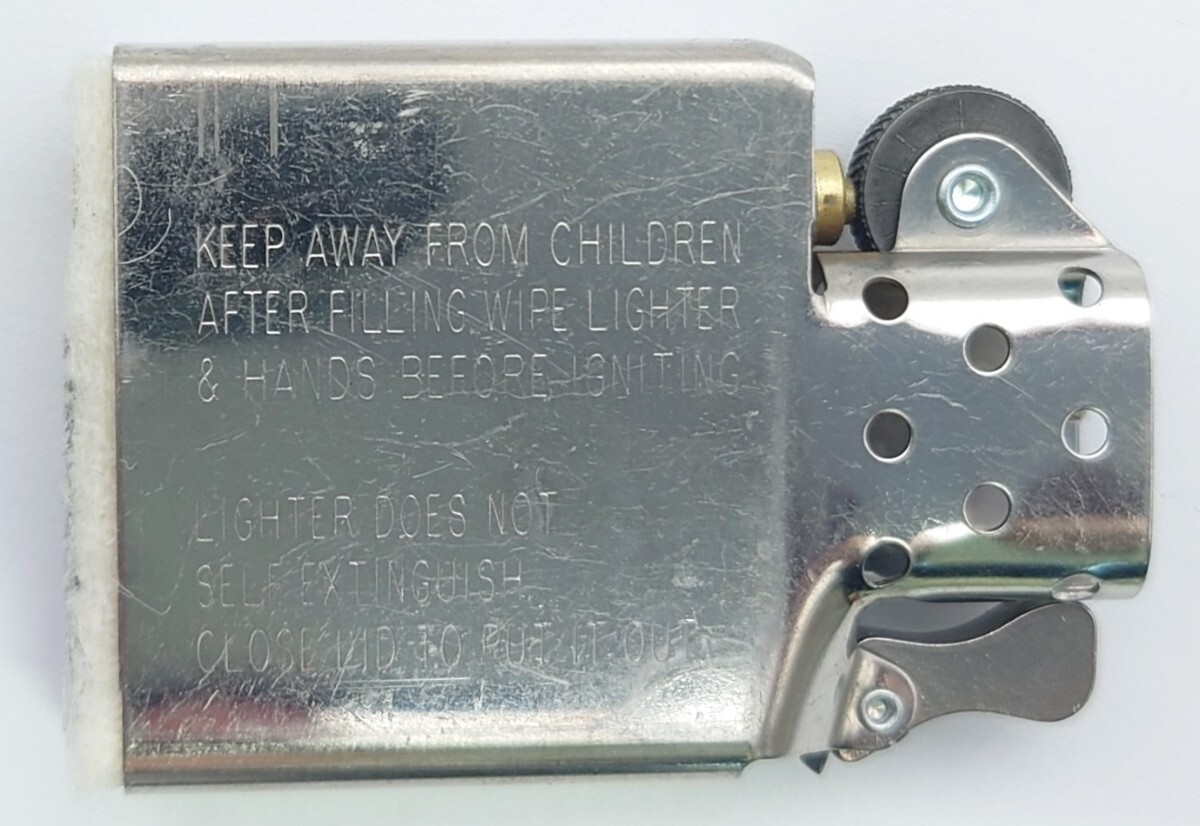 KEEP AWAY FROM CHILDREN
AFTER FILLING WIPE LIGHTER
& HANDS BEFORE IGNITING
LIGHTER DOES NOT
SELF EXTINGUISH
CLOSE LID TO PUT IT OUT